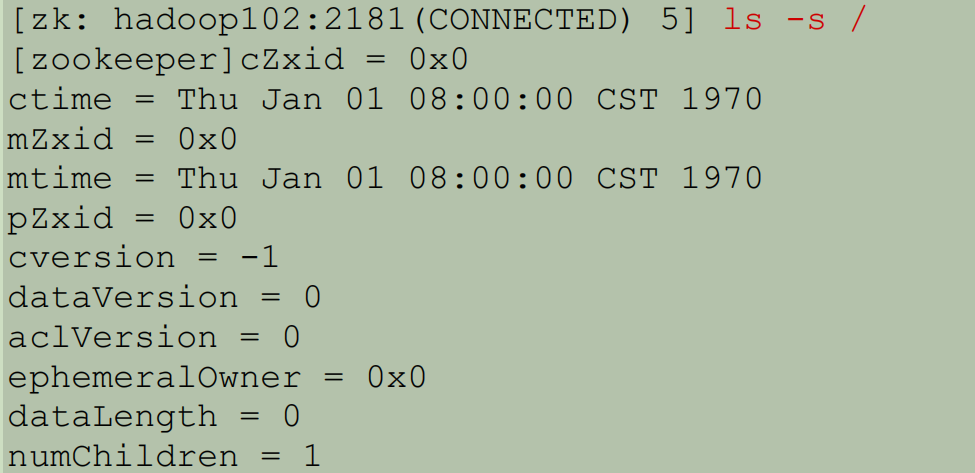 [zk: hadoop102:2181(CONNECTED) 5] ls -s /
[zookeeper]cZxid = 0x0
ctime = Thu Jan 01 08:00:00 CST 1970
mZxid = 0x0
mtime = Thu Jan 01 08:00:00 CST 1970
pZxid = 0x0
cversion = -1
dataVersion = 0
aclVersion = 0
ephemeralOwner = 0x0
dataLength = 0
numChildren = 1